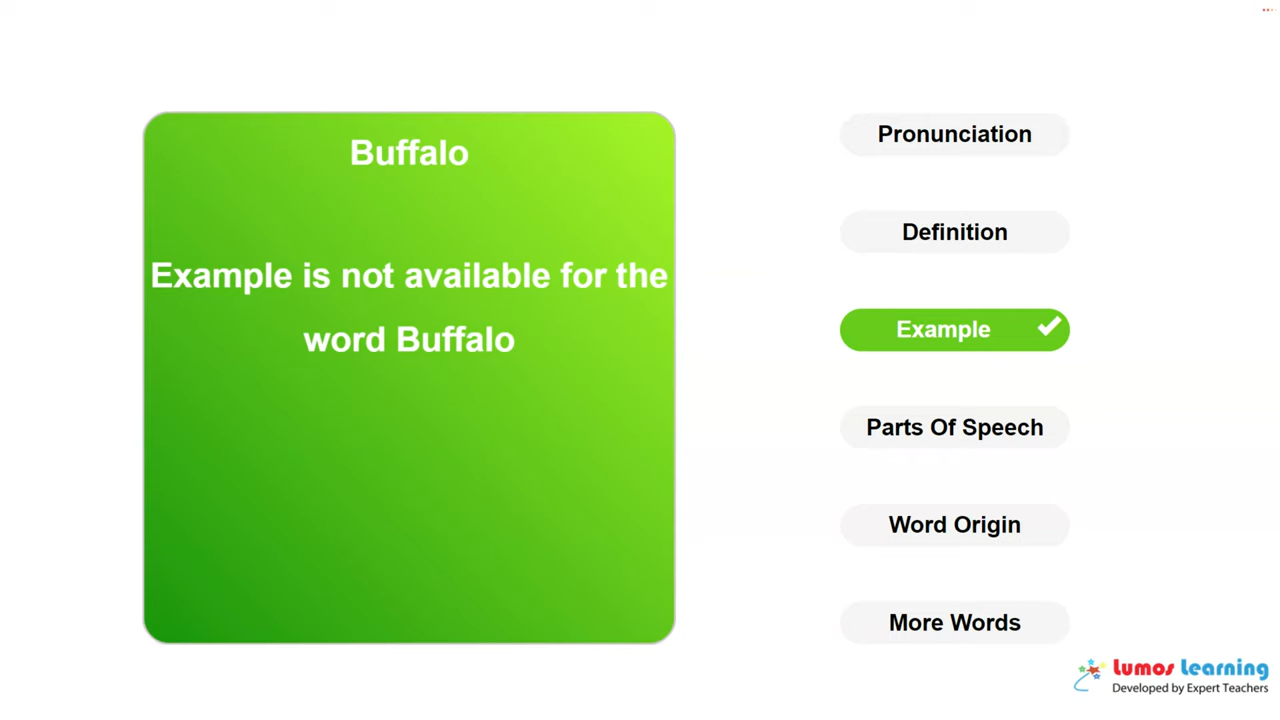 Buffalo
Example is not available for the
word Buffalo
Pronunciation
Definition
Example
Parts Of Speech
Word Origin
More Words
Lumos Learning
Developed by Expert Teachers